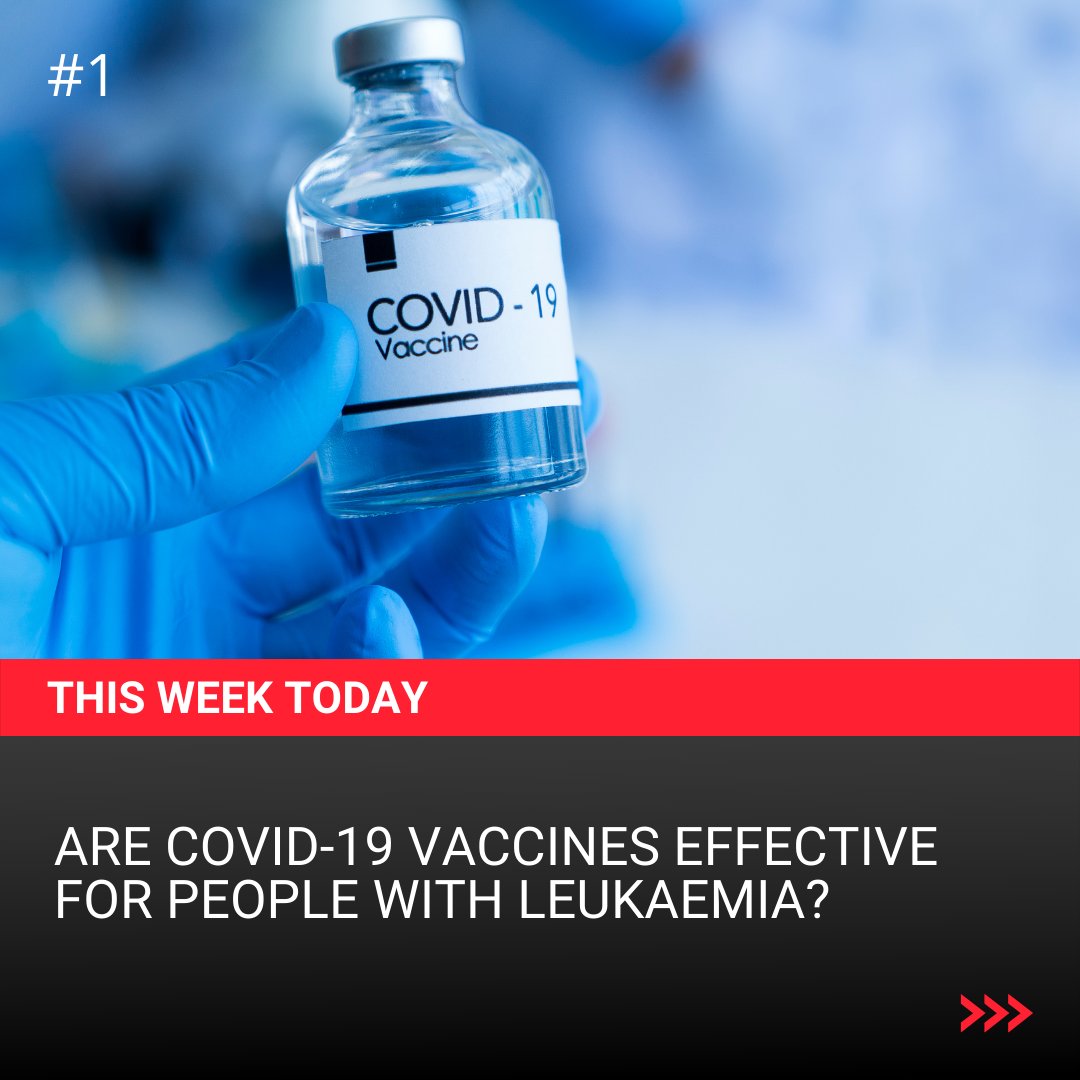 #1
COVID - 19
Vaccine
THIS WEEK TODAY
ARE COVID-19 VACCINES EFFECTIVE
FOR PEOPLE WITH LEUKAEMIA?